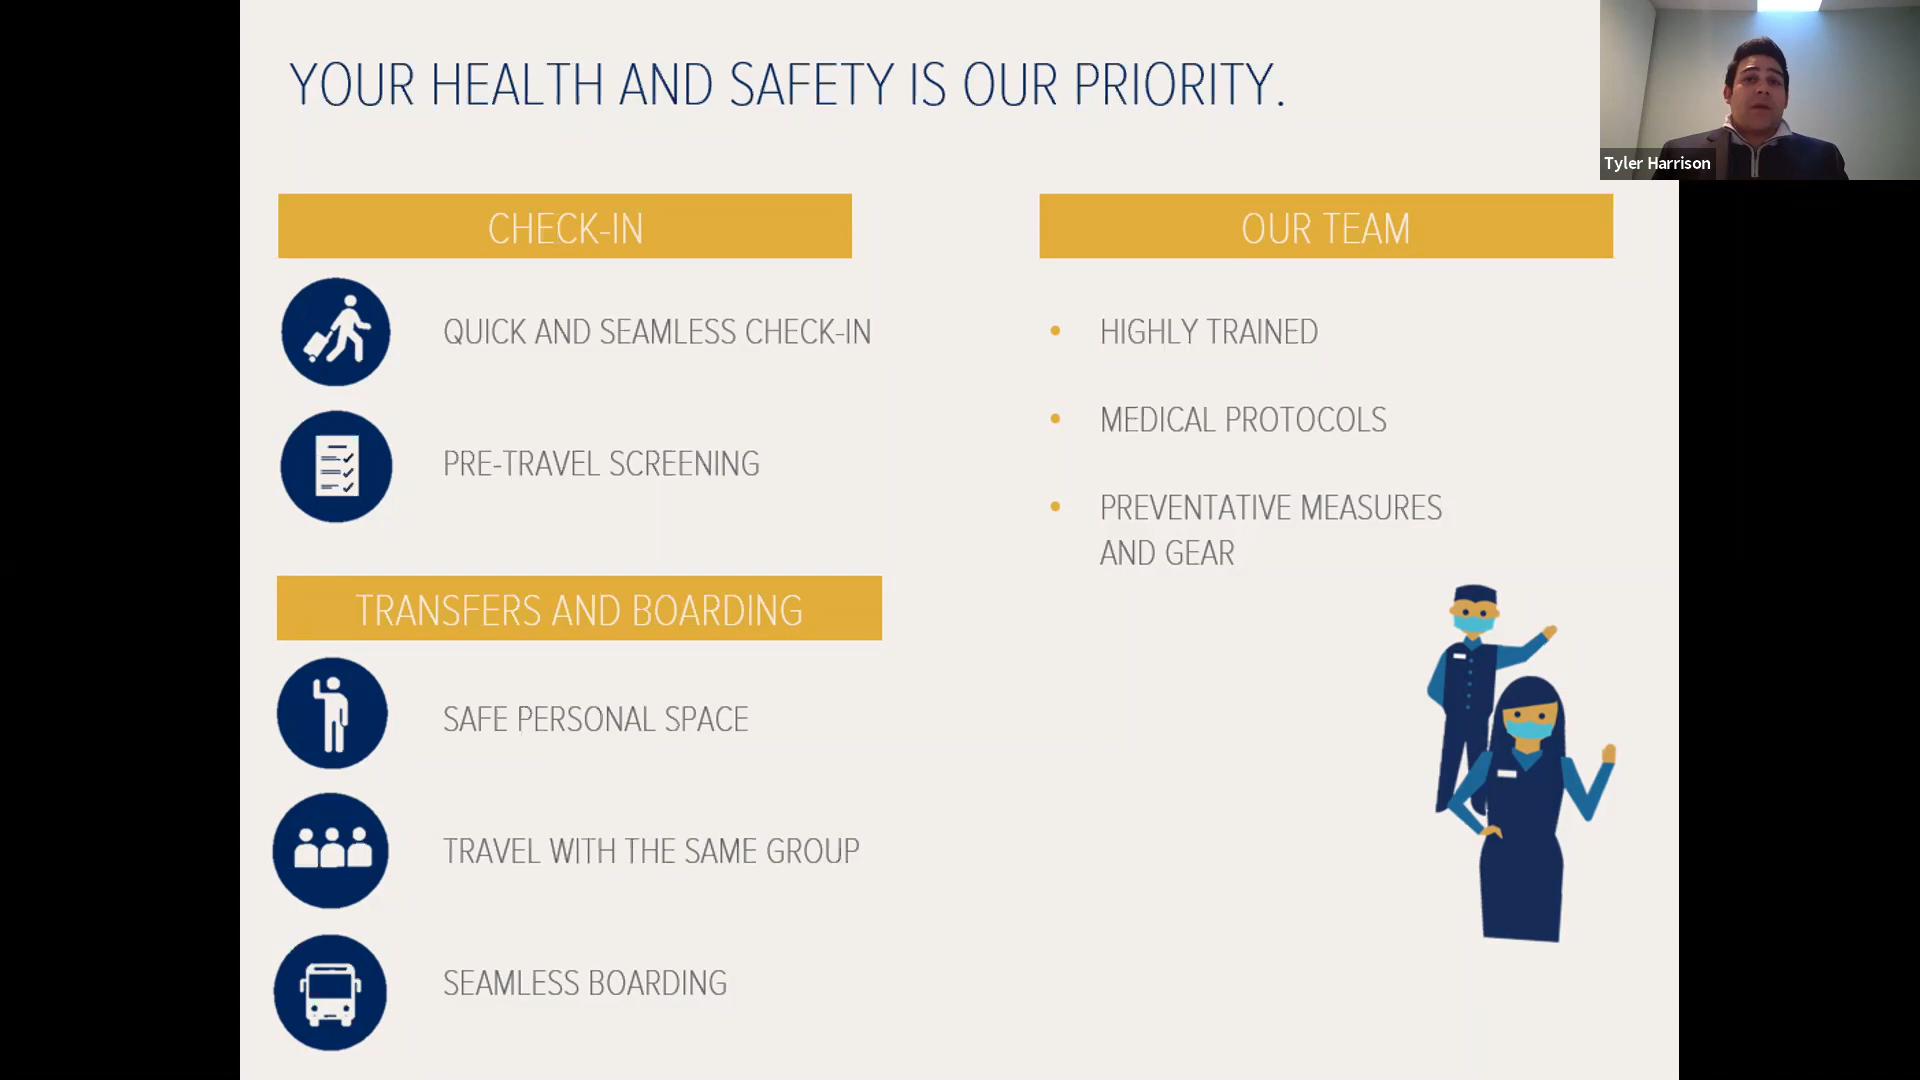 YOUR HEALTH AND SAFETY IS OUR PRIORITY.
Tyler Harrison
CHECK-IN
QUICK AND SEAMLESS CHECK-IN
PRE-TRAVEL SCREENING
TRANSFERS AND BOARDING
SAFE PERSONAL SPACE
TRAVEL WITH THE SAME GROUP
SEAMLESS BOARDING
OUR TEAM
• HIGHLY TRAINED
• MEDICAL PROTOCOLS
• PREVENTATIVE MEASURES
AND GEAR